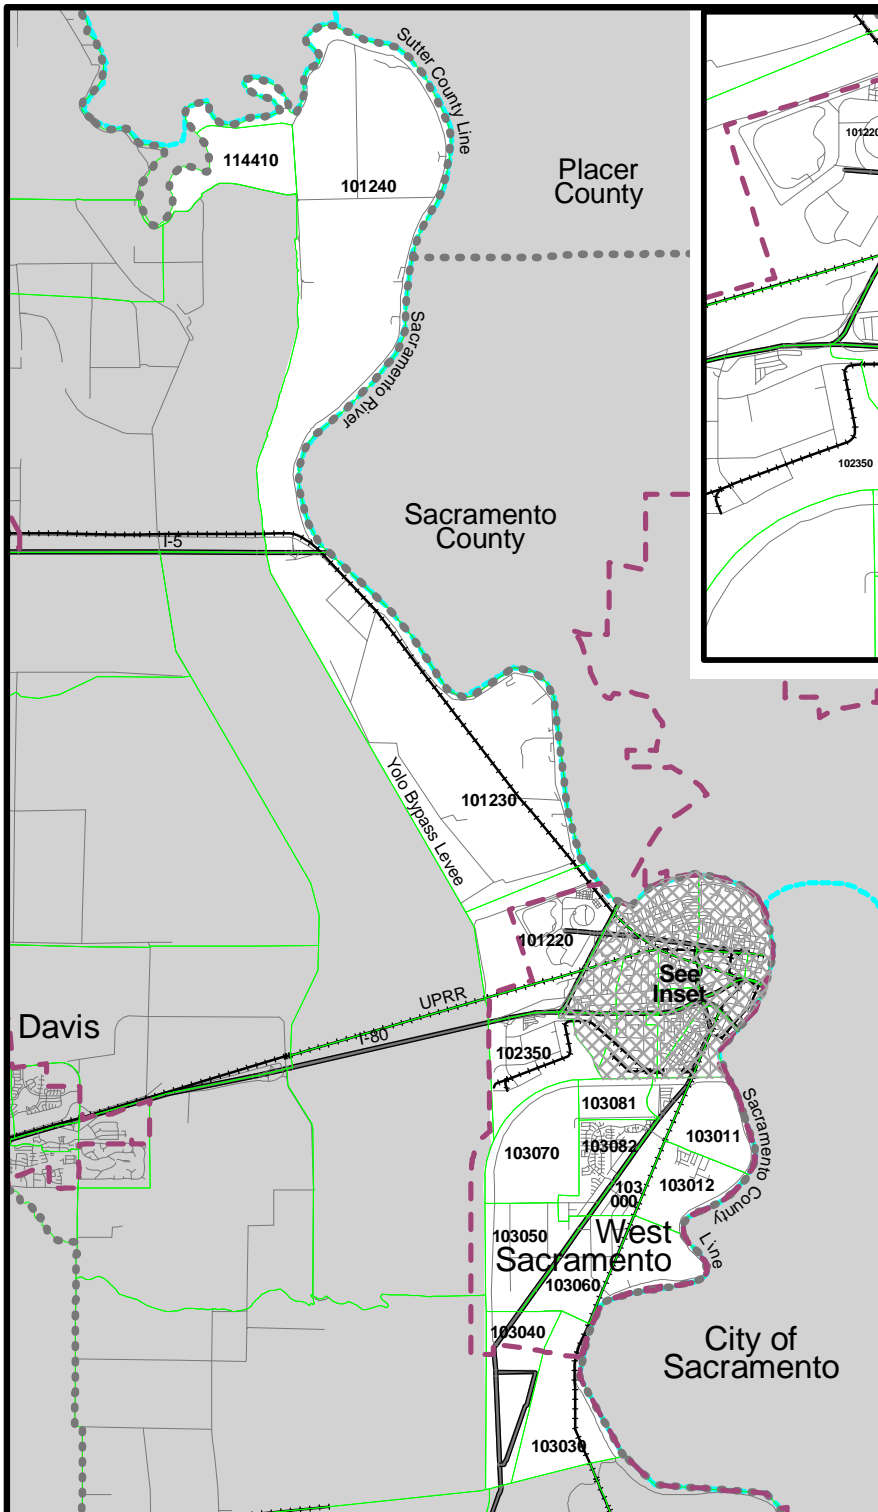 Sutter County Line
114410
101240
Placer
County
101220
102350
Sacramento River
Sacramento
County
I-5
Yolo Bypass Levee
101230
101220
See
Inset
UPRR
I-80
Davis
102350
103081
103011
103070
103082
103012
103
000
Sacramento County Line
103050
West
Sacramento
103060
103040
City of
Sacramento
103030